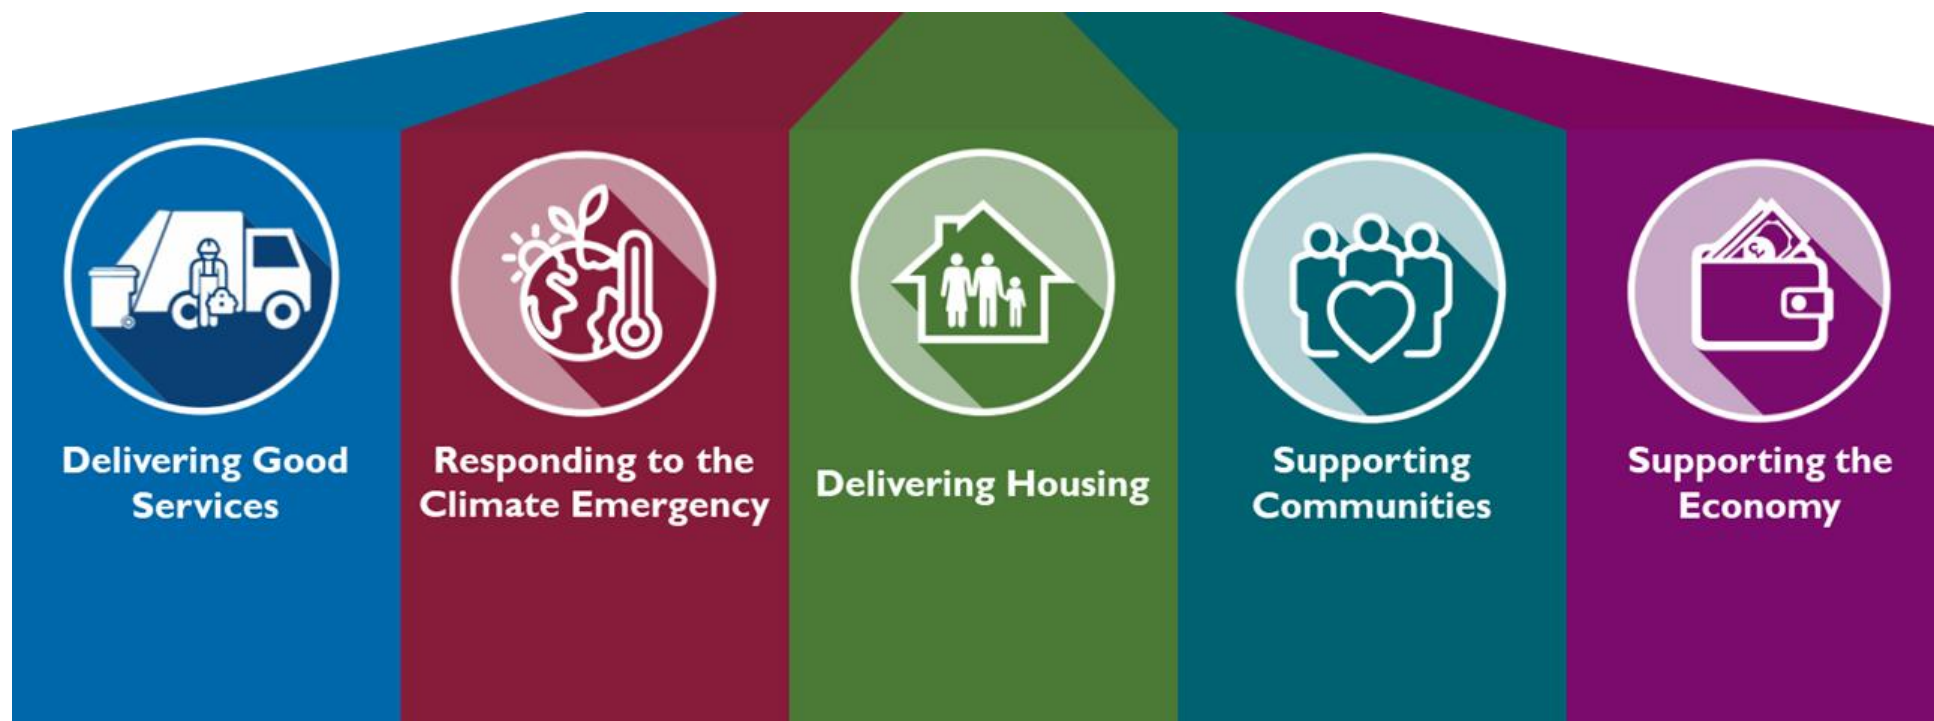 Delivering Good
Services
Responding to the
Climate Emergency
Delivering Housing
Supporting
Communities
Supporting the
Economy